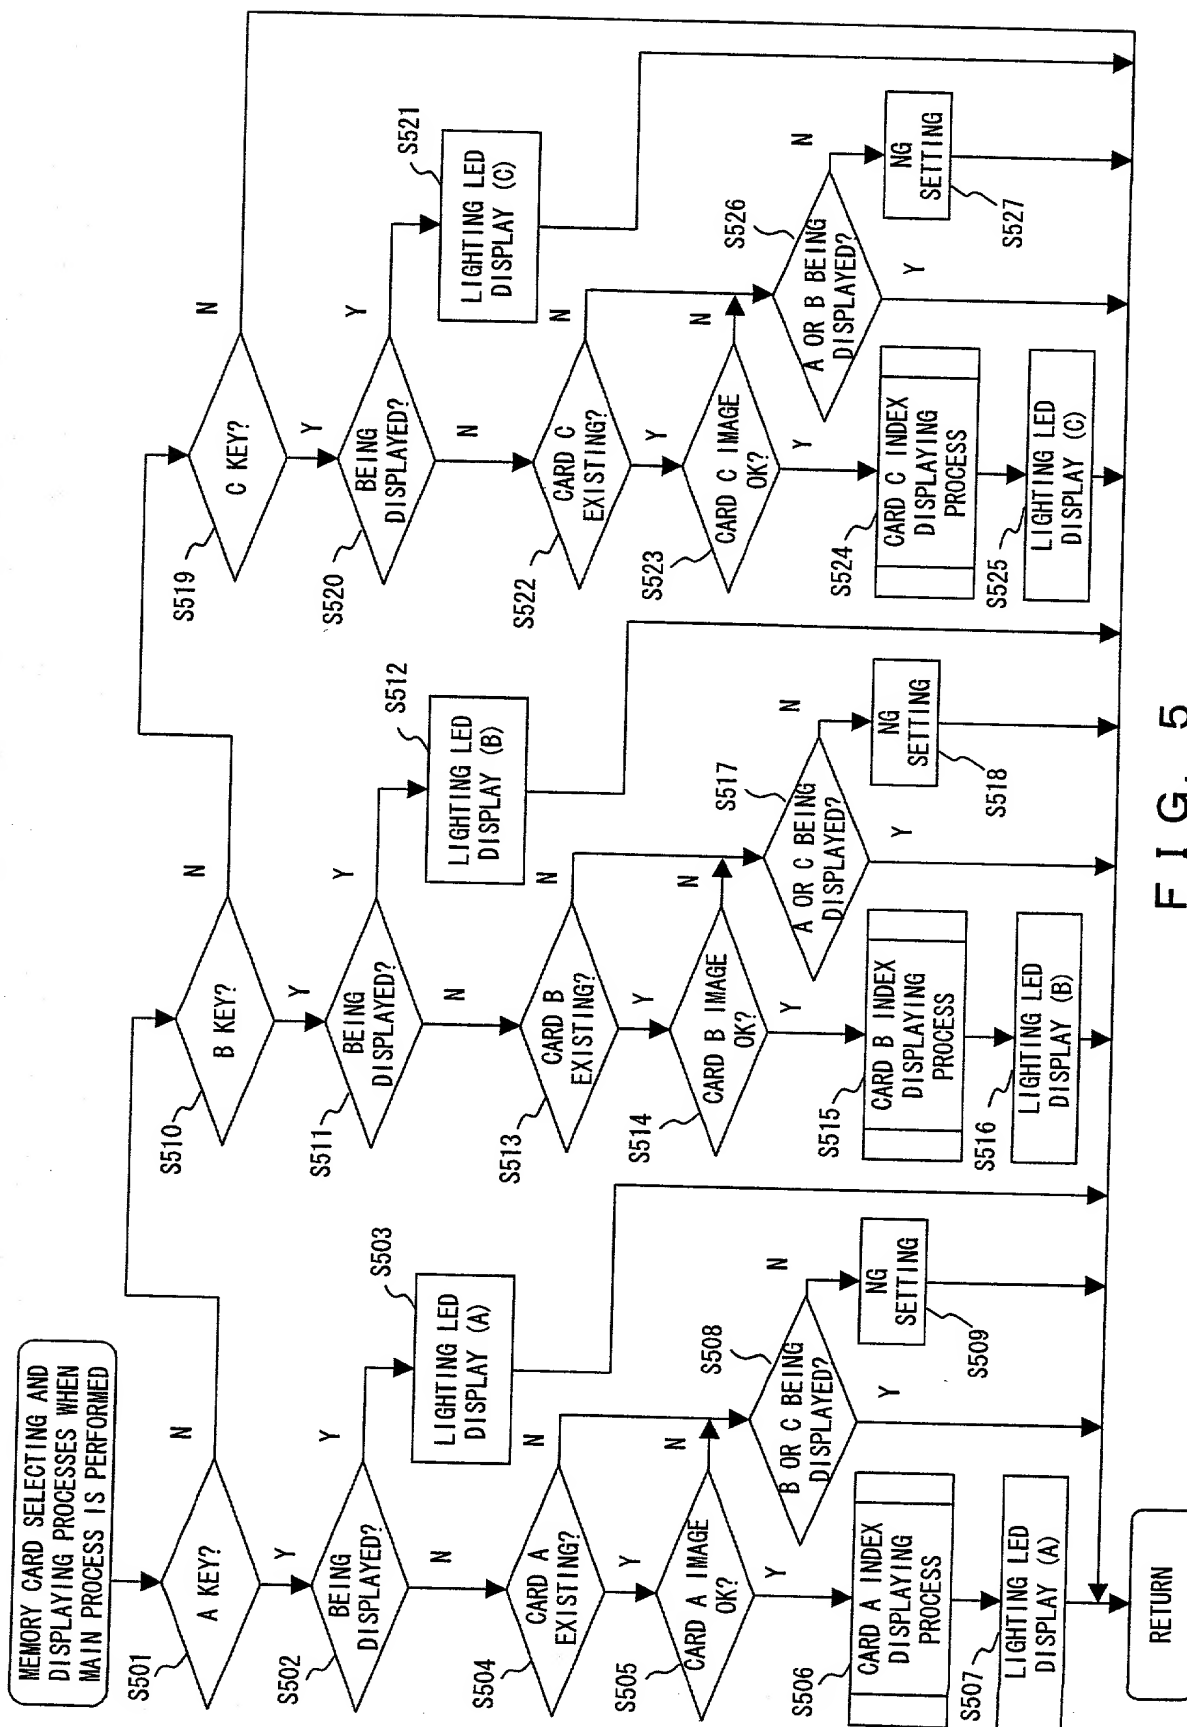 MEMORY CARD SELECTING AND
DISPLAYING PROCESSES WHEN
MAIN PROCESS IS PERFORMED
S501
A KEY?
N
Y
S502
BEING
DISPLAYED?
Y
N
S503
LIGHTING LED
DISPLAY (A)
S504
CARD A
EXISTING?
N
Y
S505
CARD A IMAGE
OK?
N
Y
S506
CARD A INDEX
DISPLAYING
PROCESS
S507
LIGHTING LED
DISPLAY (A)
S508
B OR C BEING
DISPLAYED?
N
Y
NG
SETTING
S509
RETURN
S510
B KEY?
N
Y
S511
BEING
DISPLAYED?
Y
N
S512
LIGHTING LED
DISPLAY (B)
S513
CARD B
EXISTING?
N
Y
S514
CARD B IMAGE
OK?
N
Y
S515
CARD B INDEX
DISPLAYING
PROCESS
S516
LIGHTING LED
DISPLAY (B)
S517
A OR C BEING
DISPLAYED?
N
Y
NG
SETTING
S518
S519
C KEY?
N
Y
S520
BEING
DISPLAYED?
Y
N
S521
LIGHTING LED
DISPLAY (C)
S522
CARD C
EXISTING?
N
Y
S523
CARD C IMAGE
OK?
N
Y
S524
CARD C INDEX
DISPLAYING
PROCESS
S525
LIGHTING LED
DISPLAY (C)
S526
A OR B BEING
DISPLAYED?
N
Y
NG
SETTING
S527
FIG. 5